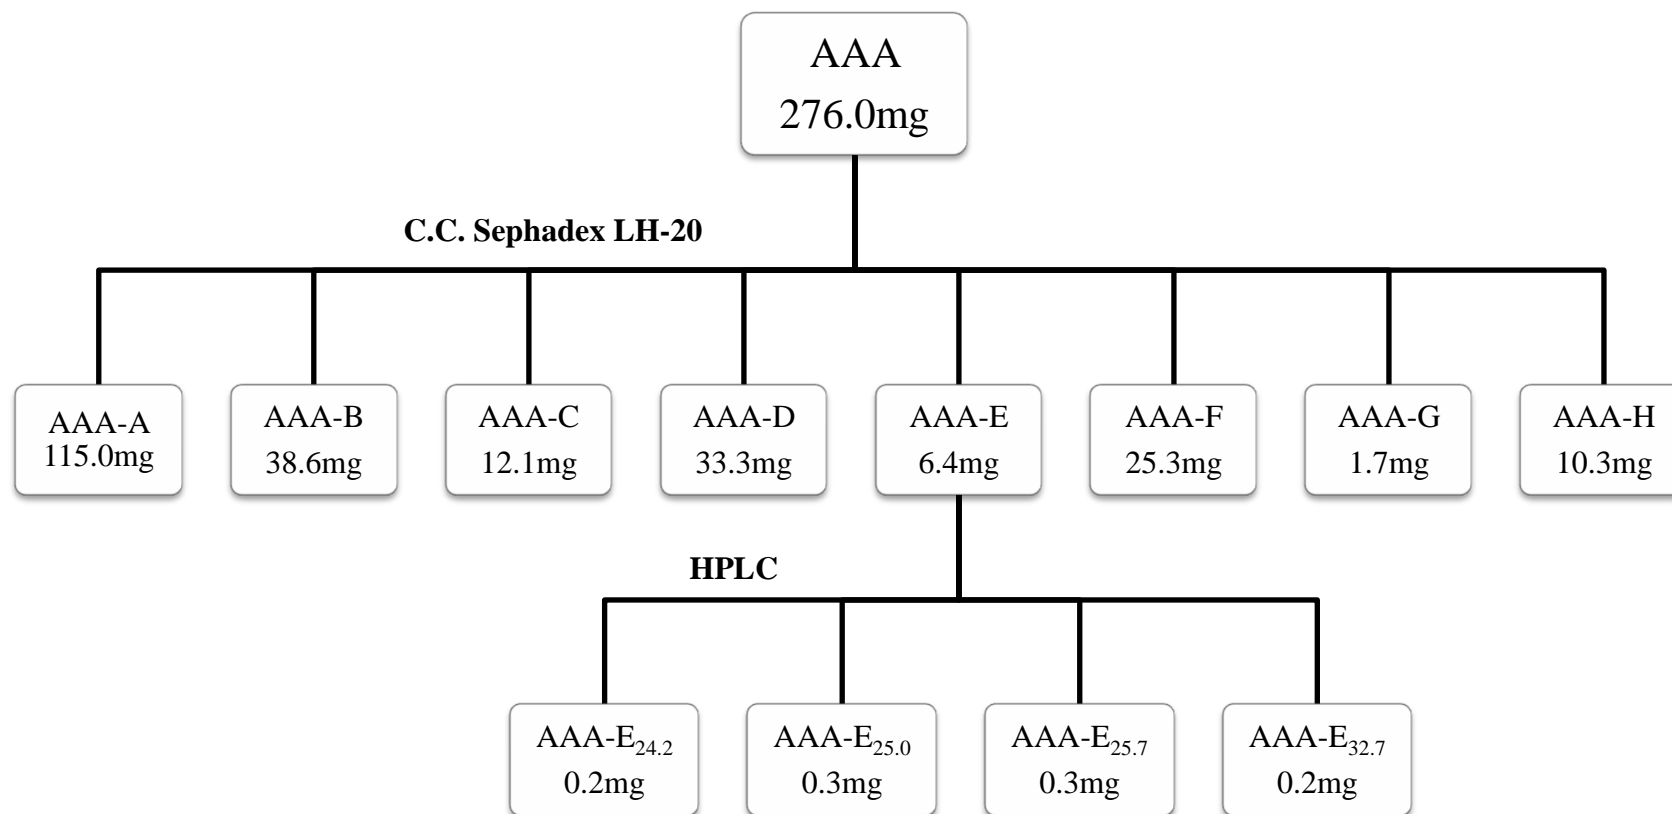 AAA
276.0mg
C.C. Sephadex LH-20
AAA-A
115.0mg
AAA-B
38.6mg
AAA-C
12.1mg
AAA-D
33.3mg
AAA-E
6.4mg
AAA-F
25.3mg
AAA-G
1.7mg
AAA-H
10.3mg
HPLC
AAA-E24.2
0.2mg
AAA-E25.0
0.3mg
AAA-E25.7
0.3mg
AAA-E32.7
0.2mg